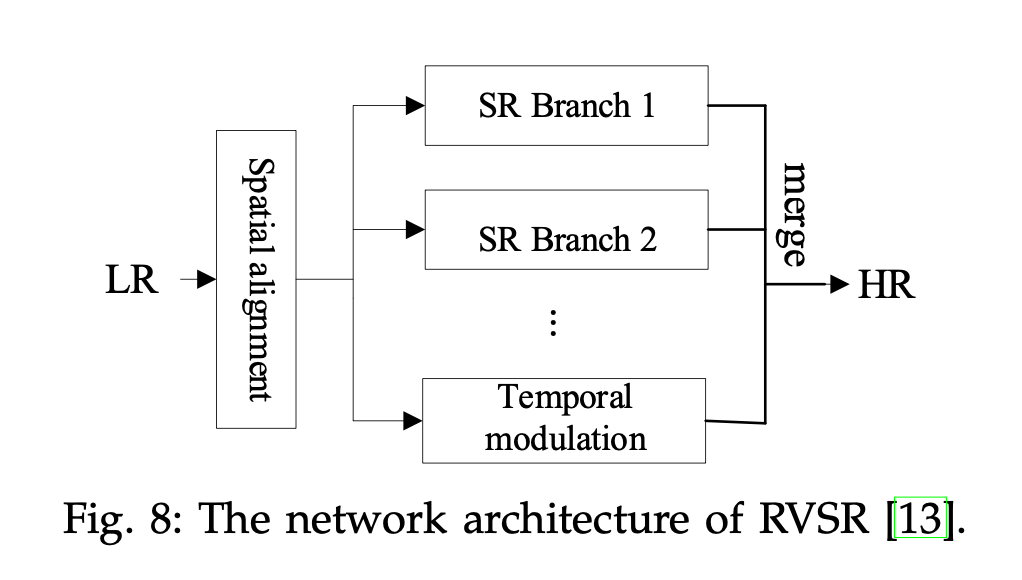 SR Branch 1
SR Branch 2
⋮
Temporal
modulation
Spatial alignment
LR
merge
HR
Fig. 8: The network architecture of RVSR [13].